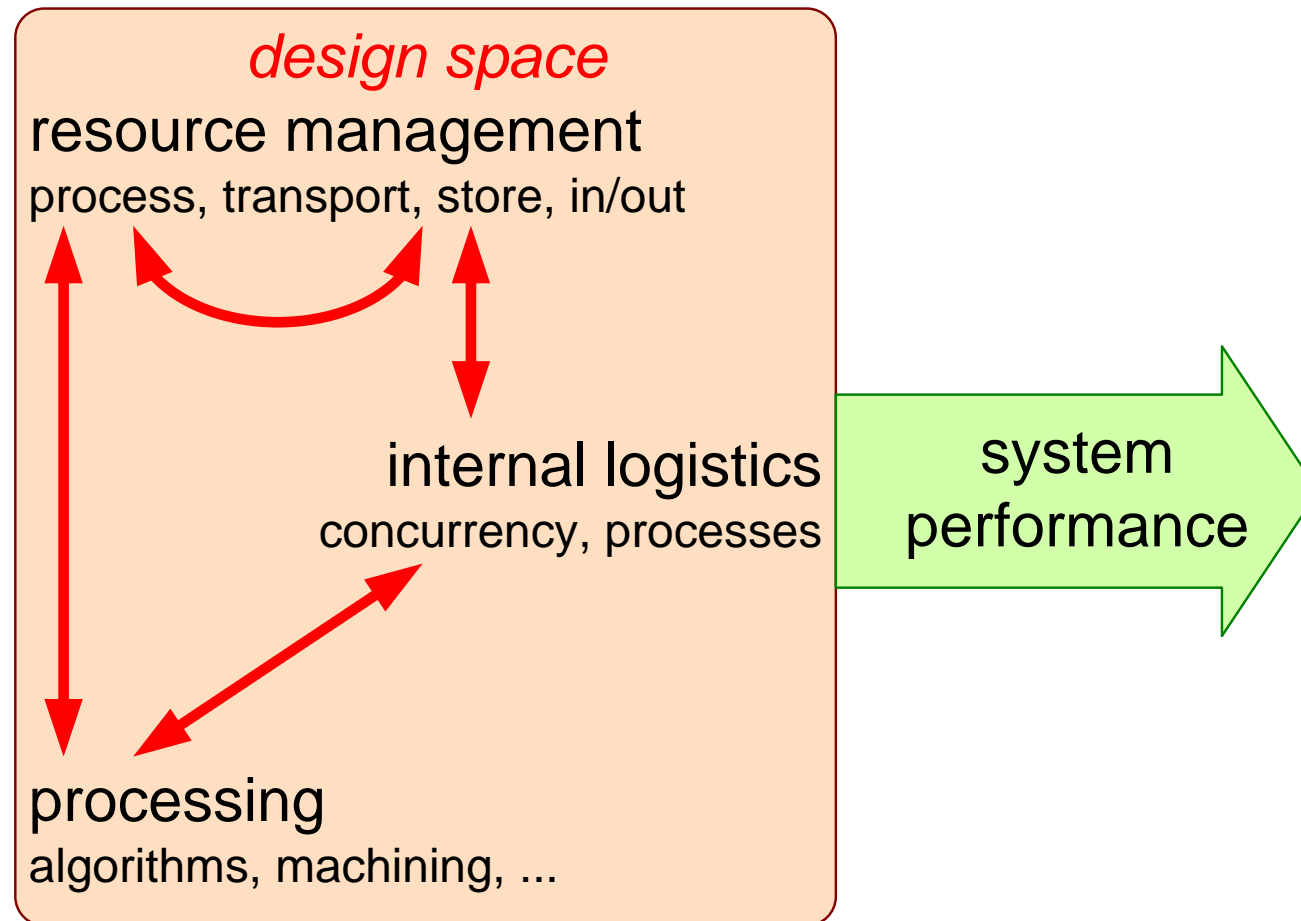 design space
resource management
process, transport, store, in/out
internal logistics
concurrency, processes
system
performance
processing
algorithms, machining, ...